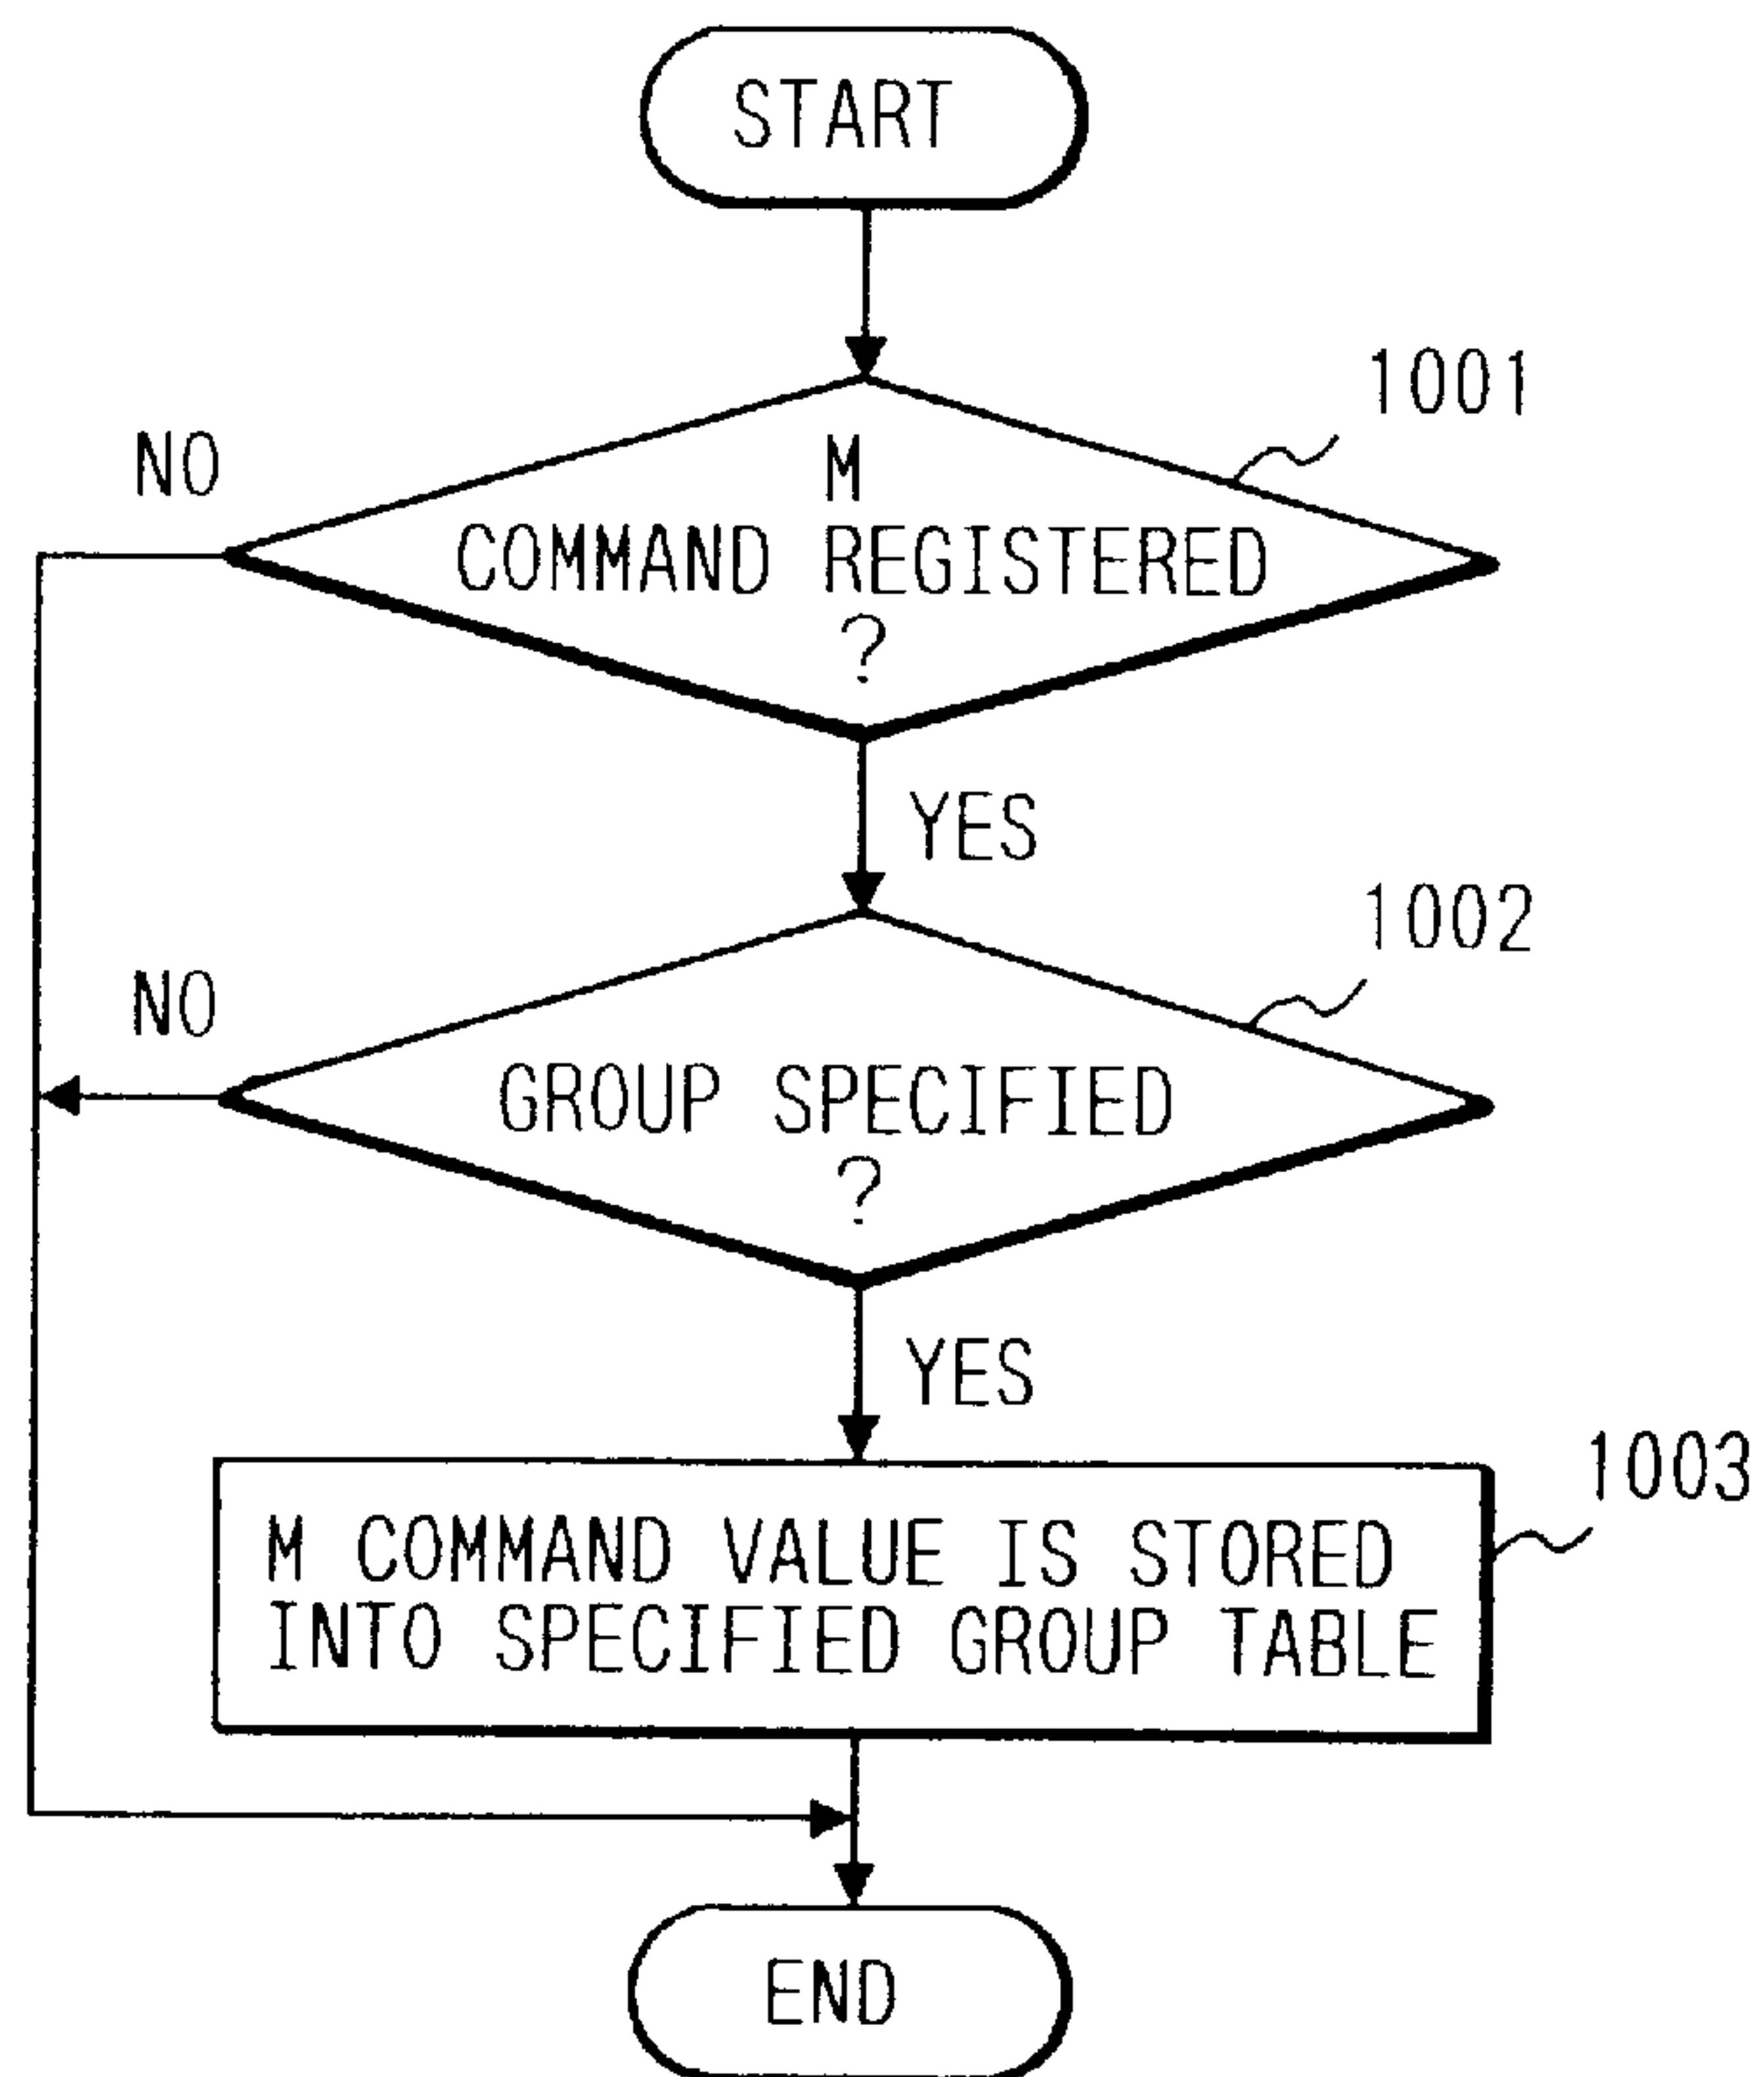 START
1001
NO
M
COMMAND REGISTERED
?
YES
1002
NO
GROUP SPECIFIED
?
YES
1003
M COMMAND VALUE IS STORED
INTO SPECIFIED GROUP TABLE
END